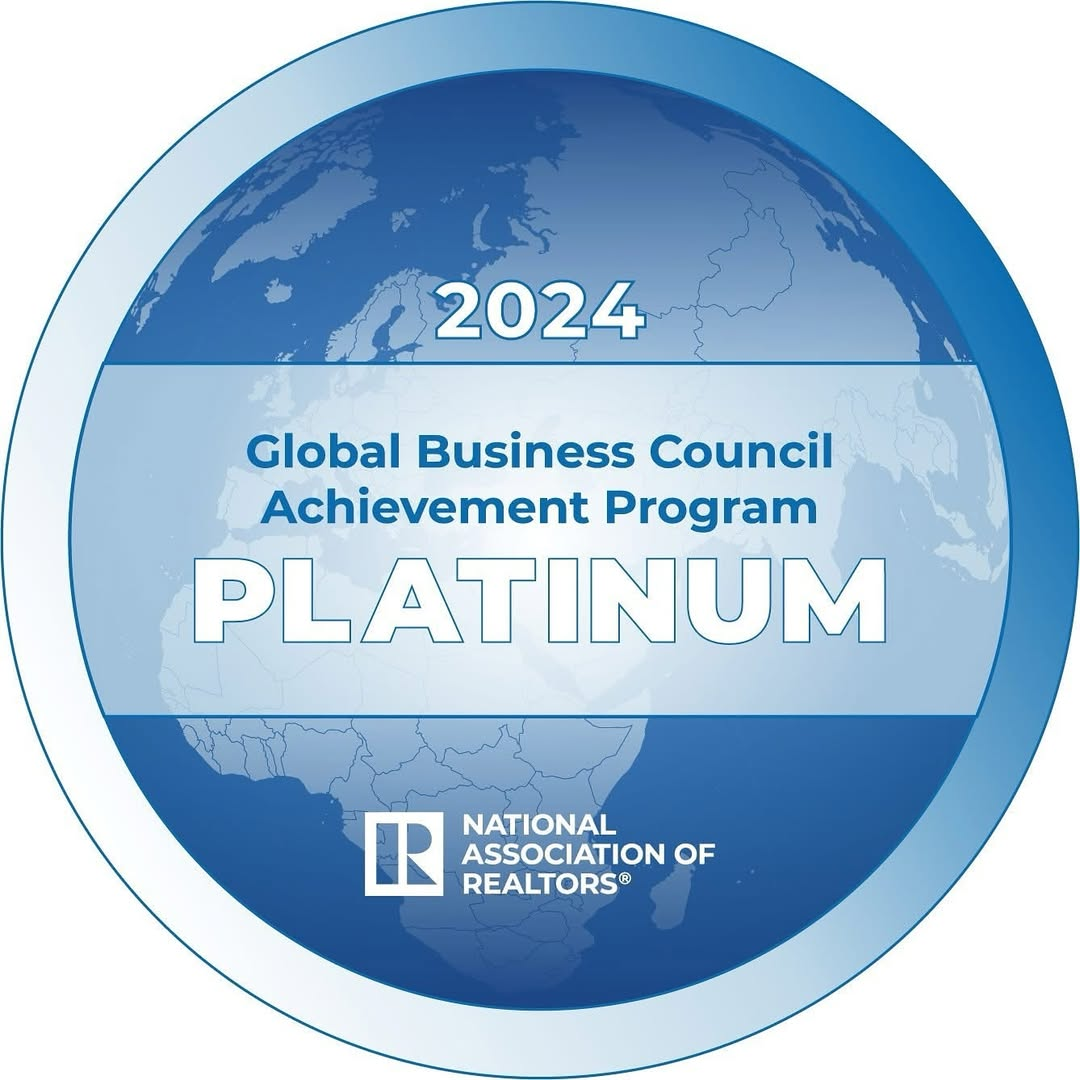 2024
Global Business Council
Achievement Program
PLATINUM
R
NATIONAL
ASSOCIATION OF
REALTORS®